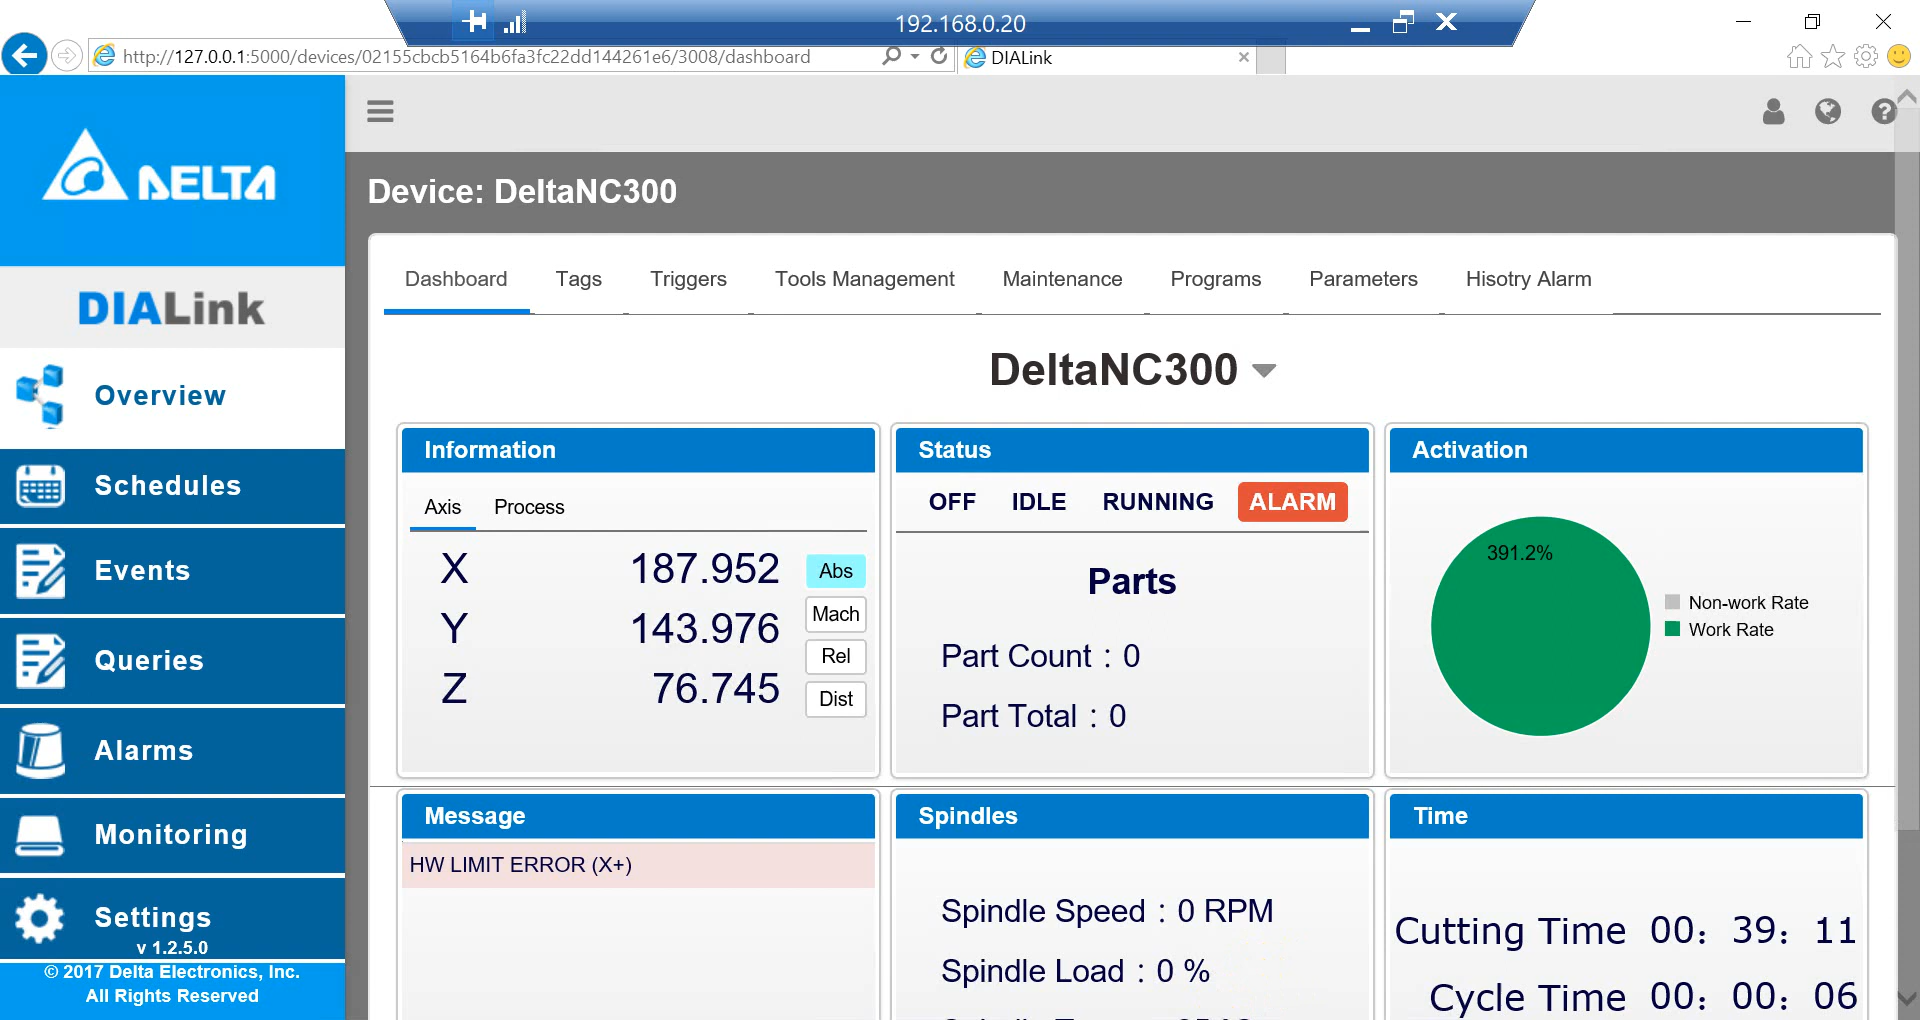 192.168.0.20
http://127.0.0.1:5000/devices/02155cbcb5164b6fa3fc22dd144261e6/3008/dashboard
DIALink
DELTA
DIALink
Overview
Schedules
Events
Queries
Alarms
Monitoring
Settings
v 1.2.5.0
© 2017 Delta Electronics, Inc.
All Rights Reserved
Device: DeltaNC300
Dashboard Tags Triggers Tools Management Maintenance Programs Parameters Hisotry Alarm
DeltaNC300
Information
Axis Process
X 187.952 Abs
Y 143.976 Mach
Rel
Z 76.745 Dist
Status
OFF IDLE RUNNING ALARM
Parts
Part Count : 0
Part Total : 0
Activation
391.2%
Non-work Rate
Work Rate
Message
HW LIMIT ERROR (X+)
Spindles
Spindle Speed : 0 RPM
Spindle Load : 0 %
Time
Cutting Time 00: 39: 11
Cycle Time 00: 00: 06